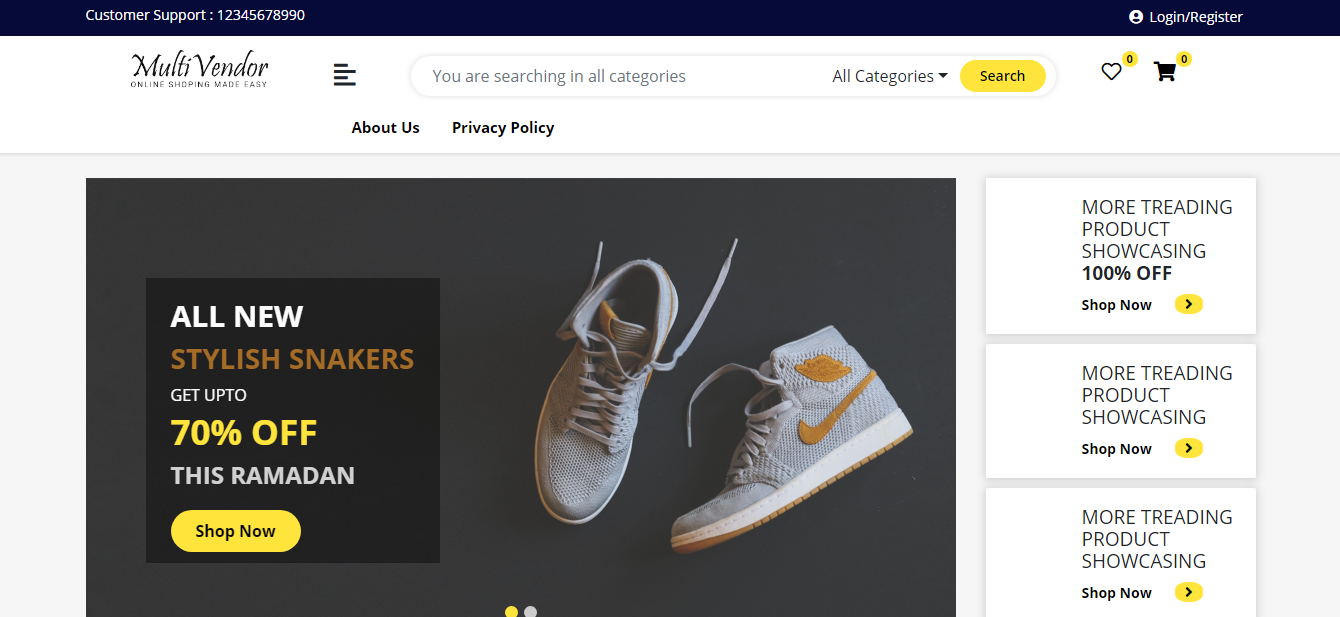 Customer Support : 12345678990
Login/Register
Multi Vendor
ONLINE SHOPING MADE EASY
You are searching in all categories
All Categories
Search
0
0
About Us
Privacy Policy
ALL NEW
STYLISH SNAKERS
GET UPTO
70% OFF
THIS RAMADAN
Shop Now
MORE TREADING
PRODUCT
SHOWCASING
100% OFF
Shop Now
MORE TREADING
PRODUCT
SHOWCASING
Shop Now
MORE TREADING
PRODUCT
SHOWCASING
Shop Now